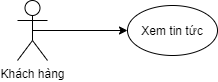 Xem tin tức
Khách hàng